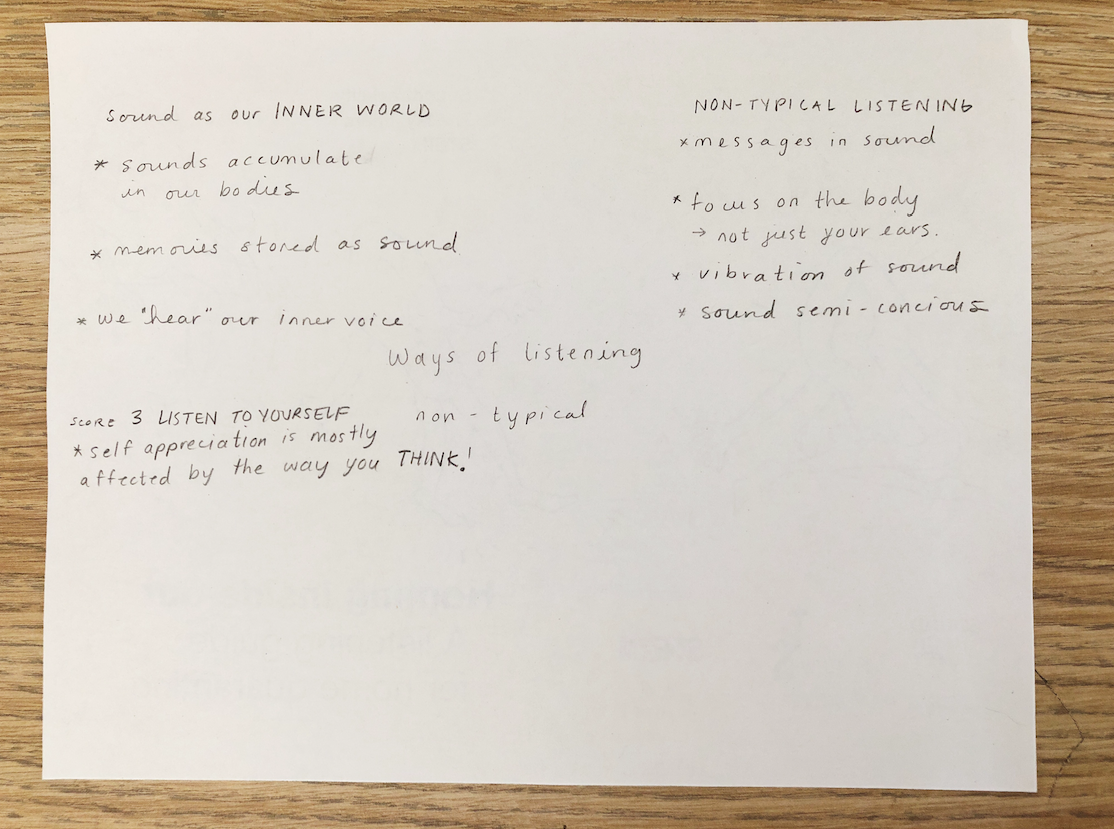 Sound as our INNER WORLD
* sounds accumulate
in our bodies
* memories stored as sound
* we "hear" our inner voice
NON-TYPICAL LISTENING
* messages in sound
* focus on the body
→ not just your ears.
* vibration of sound
* sound semi-concious
Ways of listening
non-typical
SCORE 3 LISTEN TO YOURSELF
* self appreciation is mostly
affected by the way you THINK!